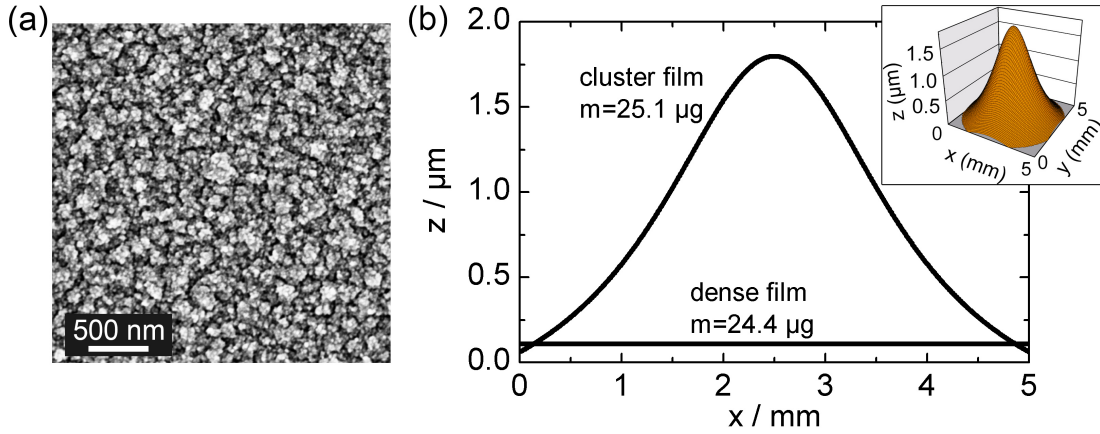 (a)
500 nm
(b)
z / µm
2.0
1.5
1.0
0.5
0.0
cluster film
m=25.1 µg
dense film
m=24.4 µg
0 1 2 3 4 5
x / mm
z (µm)
1.5
1.0
0.5
0
x (mm)
5
0
y (mm)
5